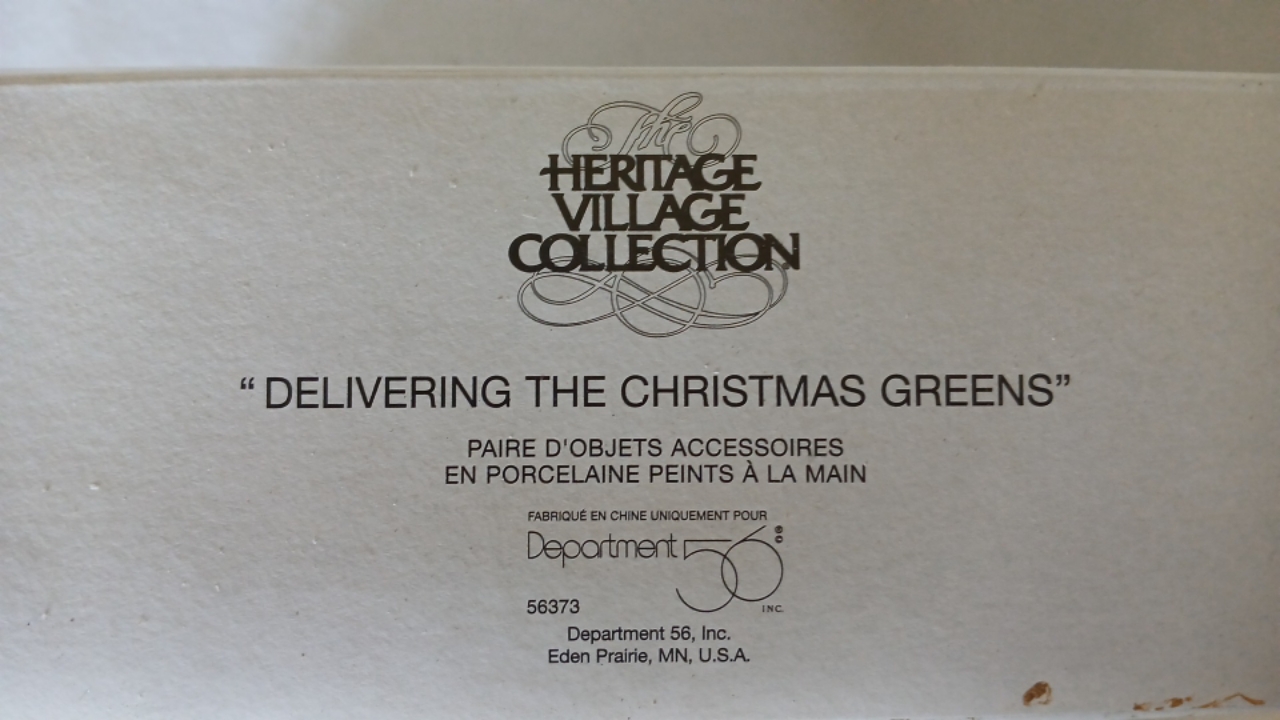 The
HERITAGE
VILLAGE
COLLECTION
“DELIVERING THE CHRISTMAS GREENS”
PAIRE D'OBJETS ACCESSOIRES
EN PORCELAINE PEINTS À LA MAIN
FABRIQUÉ EN CHINE UNIQUEMENT POUR
Department 56 ® ©
56373 INC.
Department 56, Inc.
Eden Prairie, MN, U.S.A.